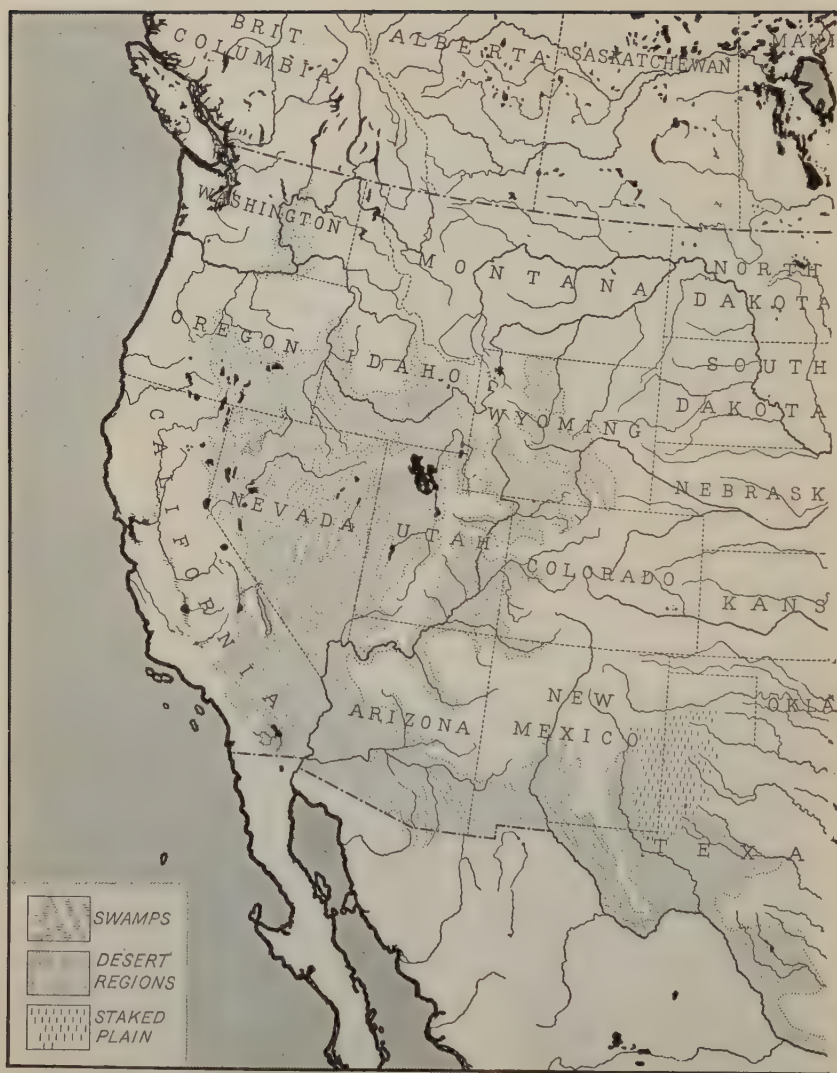 BRIT
COLUMBIA
ALBERTA
SASKATCHEWAN
MANI
WASHINGTON
MONTANA
NORTH
DAKOTA
OREGON
IDAHO
SOUTH
DAKOTA
WYOMING
CALIFORNIA
NEVADA
UTAH
NEBRASK
COLORADO
KANS
ARIZONA
NEW
MEXICO
OKLA
TEXA
SWAMPS
DESERT
REGIONS
STAKED
PLAIN